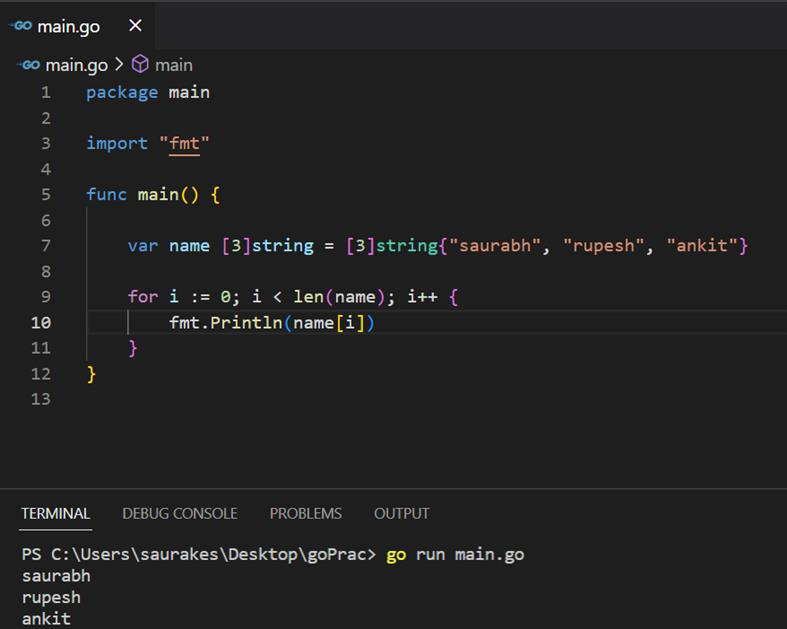 GO main.go ×
GO main.go > main
1 package main
2
3 import "fmt"
4
5 func main() {
6
7 var name [3]string = [3]string{"saurabh", "rupesh", "ankit"}
8
9 for i := 0; i < len(name); i++ {
10 fmt.Println(name[i])
11 }
12 }
13
TERMINAL DEBUG CONSOLE PROBLEMS OUTPUT
PS C:\Users\saurakes\Desktop\goPrac> go run main.go
saurabh
rupesh
ankit